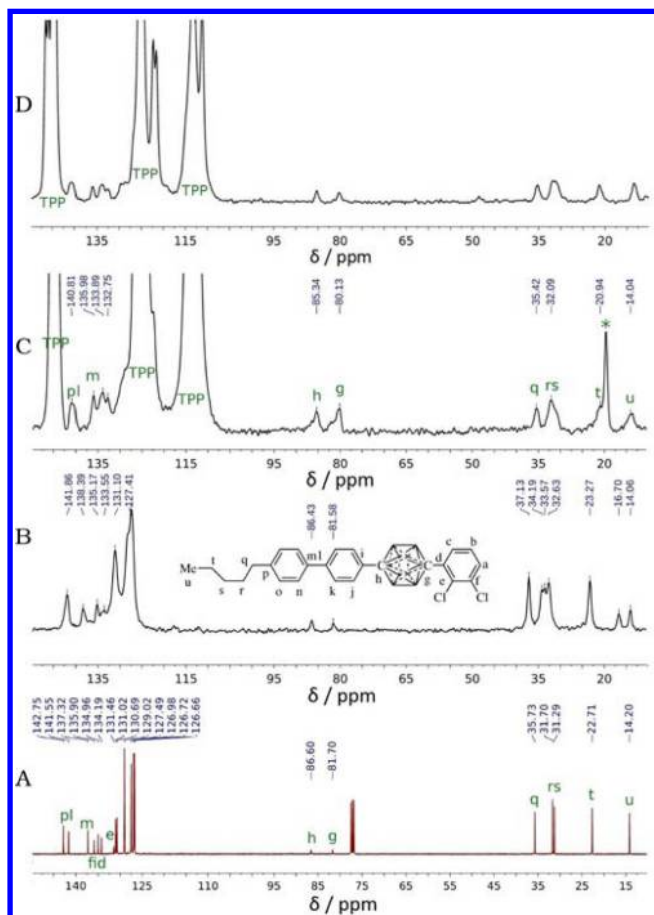 D
TPP
TPP
TPP
135 115 95 80 65 50 35 20
δ / ppm
140.81 135.98 133.89 132.75 85.34 80.13 35.42 32.09 20.94 14.04
C
TPP
pl
m
TPP
TPP
h
g
q
rs
t
*
u
135 115 95 80 65 50 35 20
δ / ppm
141.86 138.39 135.17 133.55 131.10 127.41 86.43 81.58 37.13 34.19 33.57 32.63 23.27 16.70 14.06
B
Me u t s r q p o n m l k j i h g d c b a f e Cl Cl
135 115 95 80 65 50 35 20
δ / ppm
142.75 141.55 137.32 135.90 134.96 134.19 131.46 131.02 130.69 129.02 127.49 126.98 126.72 126.66 86.60 81.70 35.73 31.70 31.29 22.71 14.20
A
pl
m
fid
e
h
g
q
rs
t
u
140 125 110 95 85 75 65 55 45 35 25 15
δ / ppm